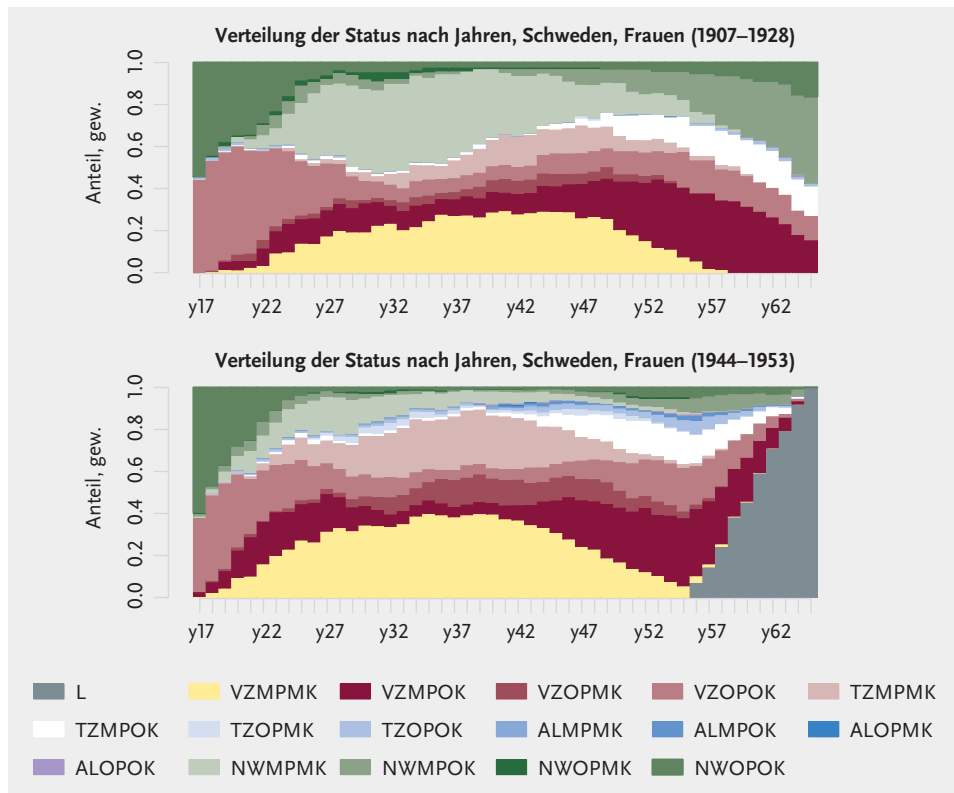 Verteilung der Status nach Jahren, Schweden, Frauen (1907–1928)
Anteil, gew.
1.0
0.8
0.6
0.4
0.2
0.0
y17 y22 y27 y32 y37 y42 y47 y52 y57 y62
Verteilung der Status nach Jahren, Schweden, Frauen (1944–1953)
Anteil, gew.
1.0
0.8
0.6
0.4
0.2
0.0
y17 y22 y27 y32 y37 y42 y47 y52 y57 y62
L VZMPMK VZMPOK VZOPMK VZOPOK TZMPMK
TZMPOK TZOPMK TZOPOK ALMPMK ALMPOK ALOPMK
ALOPOK NWMPMK NWMPOK NWOPMK NWOPOK